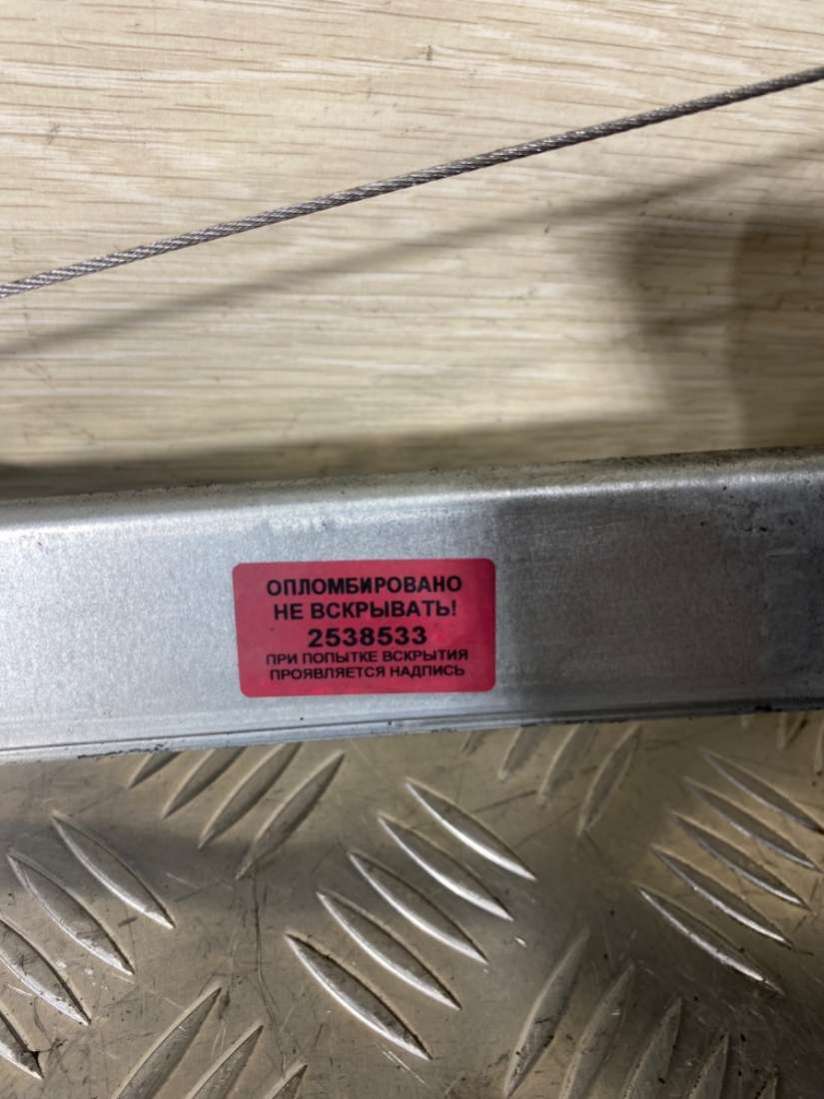 ОПЛОМБИРОВАНО
НЕ ВСКРЫВАТЬ!
2538533
ПРИ ПОПЫТКЕ ВСКРЫТИЯ
ПРОЯВЛЯЕТСЯ НАДПИСЬ